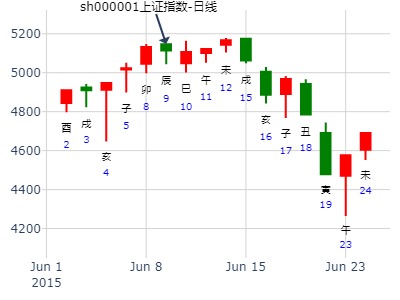 sh000001上证指数-日线
5200
5000
4800
4600
4400
4200
酉
2
戌
3
亥
4
子
5
卯
8
辰
9
巳
10
午
11
未
12
戌
15
亥
16
子
17
丑
18
寅
19
午
23
未
24
Jun 1
2015
Jun 8
Jun 15
Jun 23